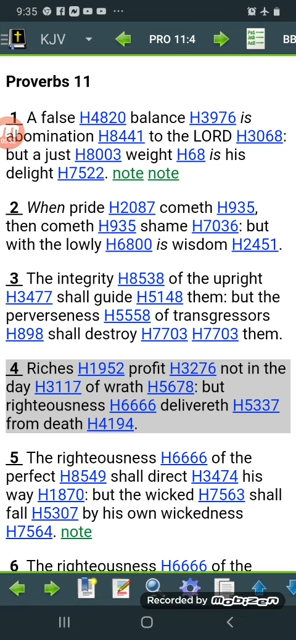 9:35
KJV PRO 11:4 BB
Proverbs 11
1 A false H4820 balance H3976 is
abomination H8441 to the LORD H3068:
but a just H8003 weight H68 is his
delight H7522. note note
2 When pride H2087 cometh H935,
then cometh H935 shame H7036: but
with the lowly H6800 is wisdom H2451.
3 The integrity H8538 of the upright
H3477 shall guide H5148 them: but the
perverseness H5558 of transgressors
H898 shall destroy H7703 H7703 them.
4 Riches H1952 profit H3276 not in the
day H3117 of wrath H5678: but
righteousness H6666 delivereth H5337
from death H4194.
5 The righteousness H6666 of the
perfect H8549 shall direct H3474 his
way H1870: but the wicked H7563 shall
fall H5307 by his own wickedness
H7564. note
6 The righteousness H6666 of the
Recorded by mobizen